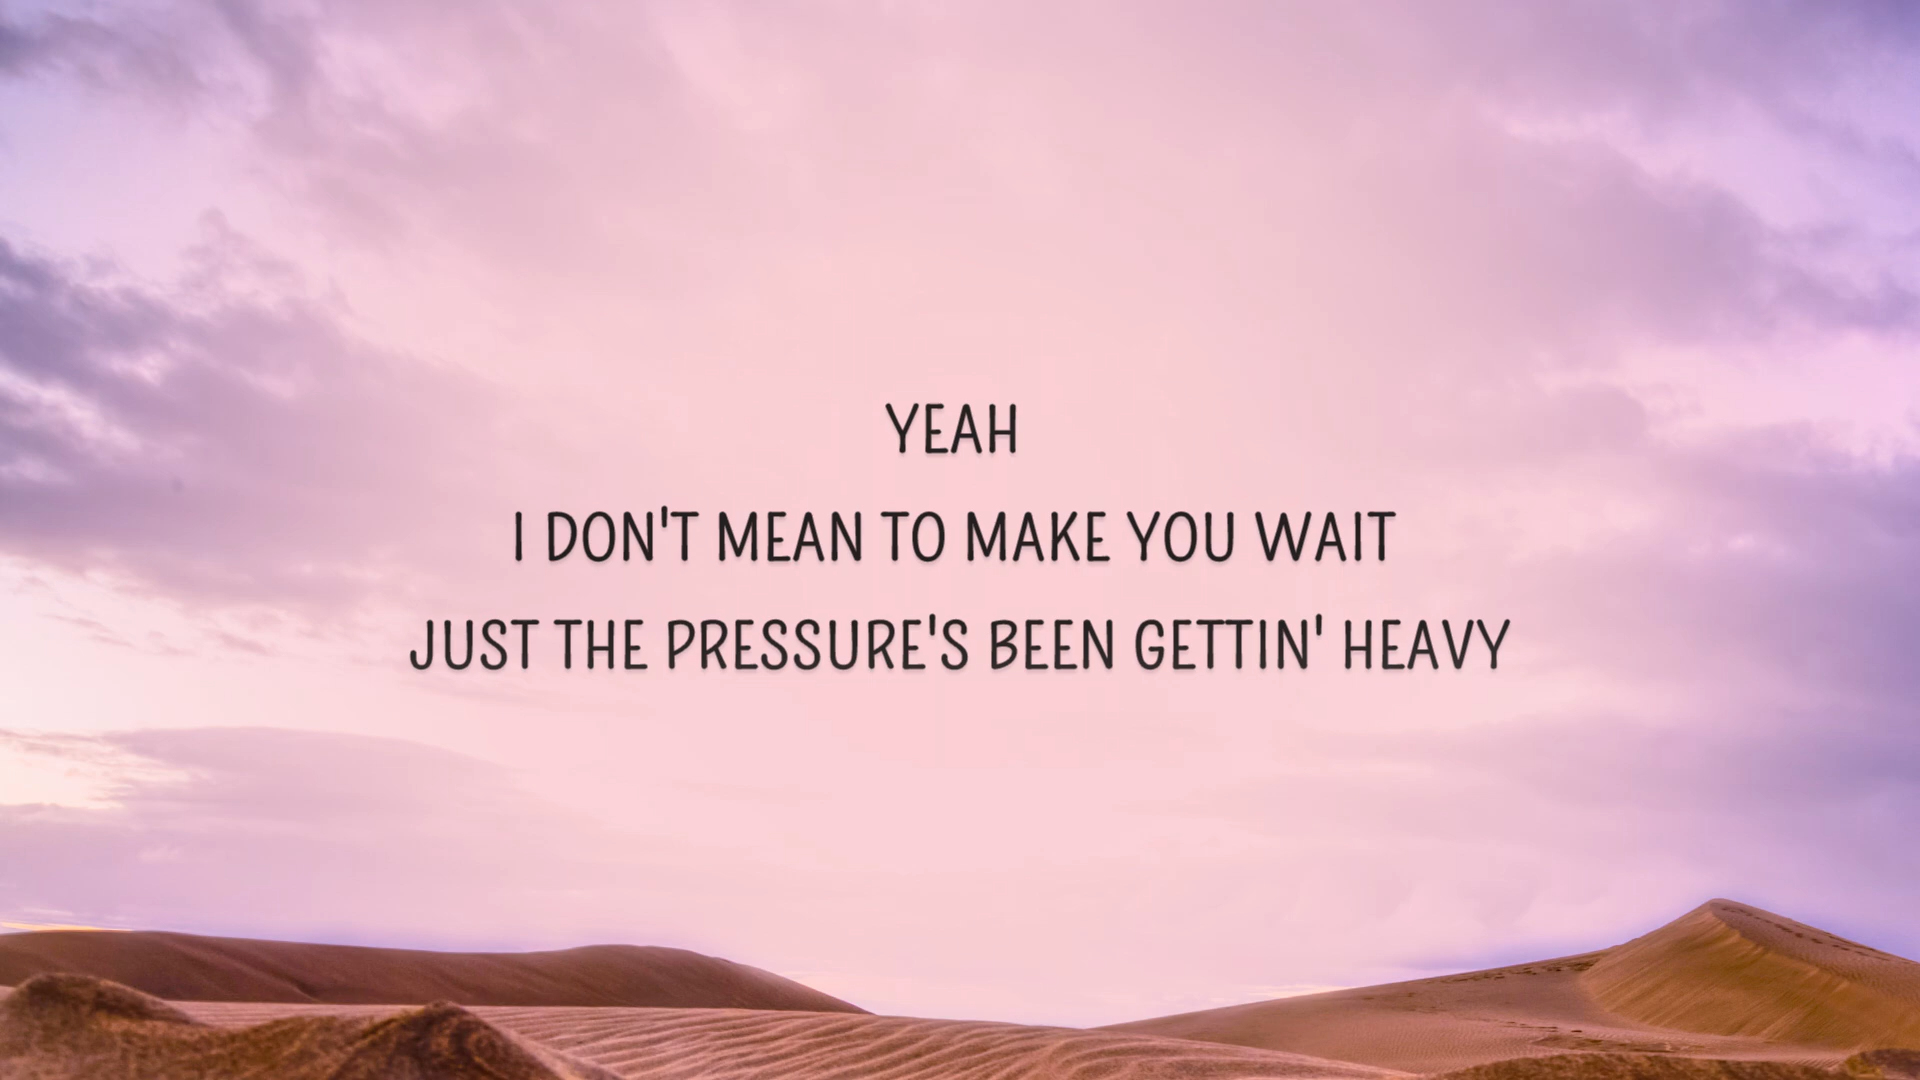 YEAH
I DON'T MEAN TO MAKE YOU WAIT
JUST THE PRESSURE'S BEEN GETTIN' HEAVY